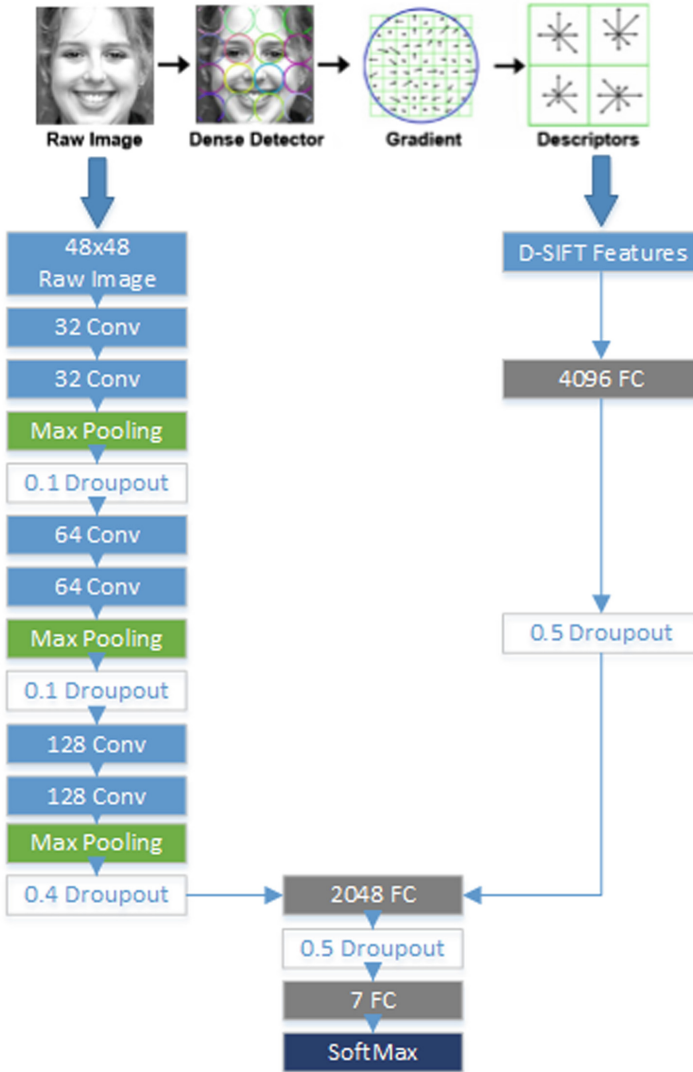 Raw Image
Dense Detector
Gradient
Descriptors
48x48
Raw Image
32 Conv
32 Conv
Max Pooling
0.1 Droupout
64 Conv
64 Conv
Max Pooling
0.1 Droupout
128 Conv
128 Conv
Max Pooling
0.4 Droupout
D-SIFT Features
4096 FC
0.5 Droupout
2048 FC
0.5 Droupout
7 FC
SoftMax